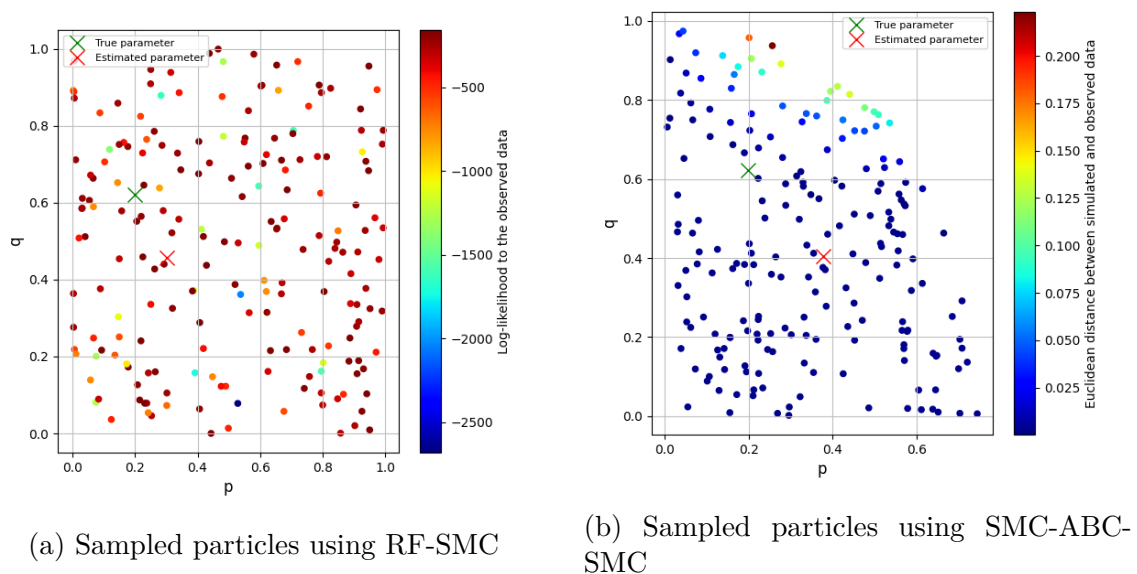 True parameter
Estimated parameter
1.0
0.8
0.6
0.4
0.2
0.0
q
0.0 0.2 0.4 0.6 0.8 1.0
p
−500
−1000
−1500
−2000
−2500
Log-likelihood to the observed data
(a) Sampled particles using RF-SMC
True parameter
Estimated parameter
1.0
0.8
0.6
0.4
0.2
0.0
q
0.0 0.2 0.4 0.6
p
0.200
0.175
0.150
0.125
0.100
0.075
0.050
0.025
Euclidean distance between simulated and observed data
(b) Sampled particles using SMC-ABC-
SMC